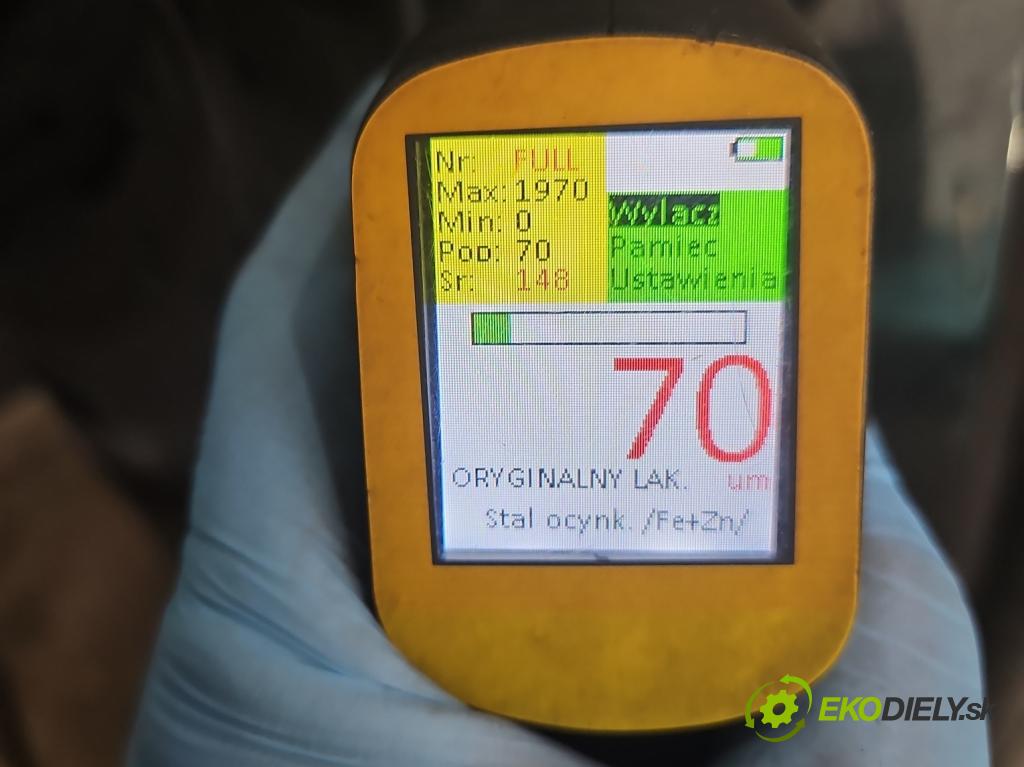 Nr: FULL
Max: 1970
Min: 0
Pop: 70
Sr: 148
Wylacz
Pamiec
Ustawienia
70
um
ORYGINALNY LAK.
Stal ocynk. /Fe+Zn/
EKODIELY.sk